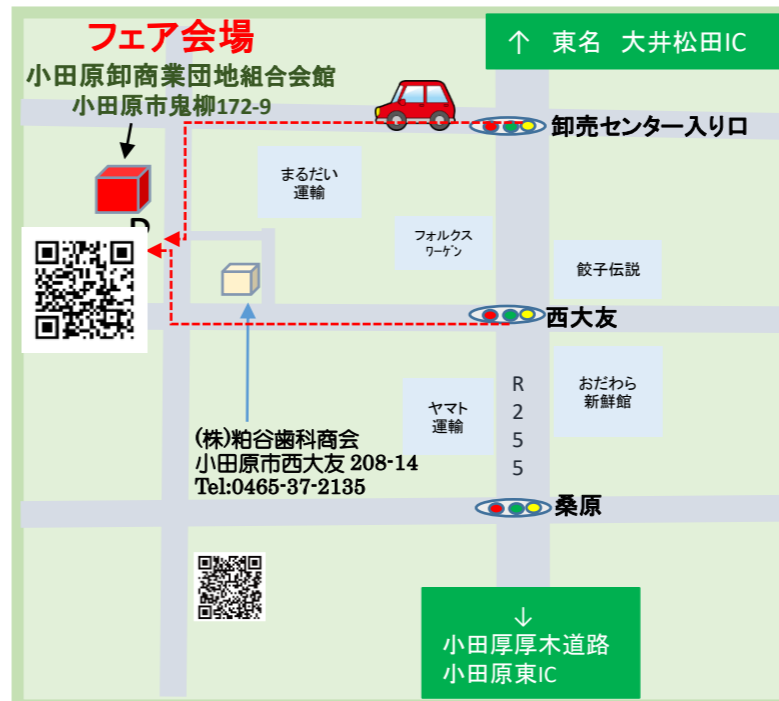 フェア会場
小田原卸商業団地組合会館
小田原市鬼柳172-9
↑ 東名 大井松田IC
卸売センター入り口
まるだい
運輸
フォルクス
ワーゲン
餃子伝説
西大友
R
2
5
5
おだわら
新鮮館
ヤマト
運輸
(株)粕谷歯科商会
小田原市西大友 208-14
Tel:0465-37-2135
桑原
↓
小田厚厚木道路
小田原東IC